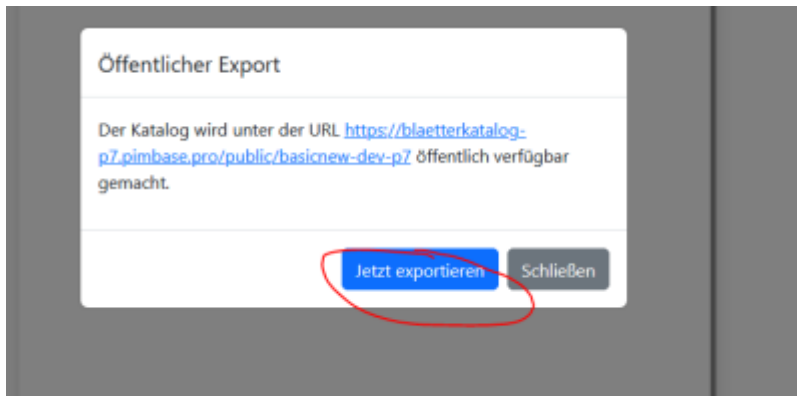 Öffentlicher Export
Der Katalog wird unter der URL https://blaetterkatalog-
p7.pimbase.pro/public/basicnew-dev-p7 öffentlich verfügbar
gemacht.
Jetzt exportieren Schließen